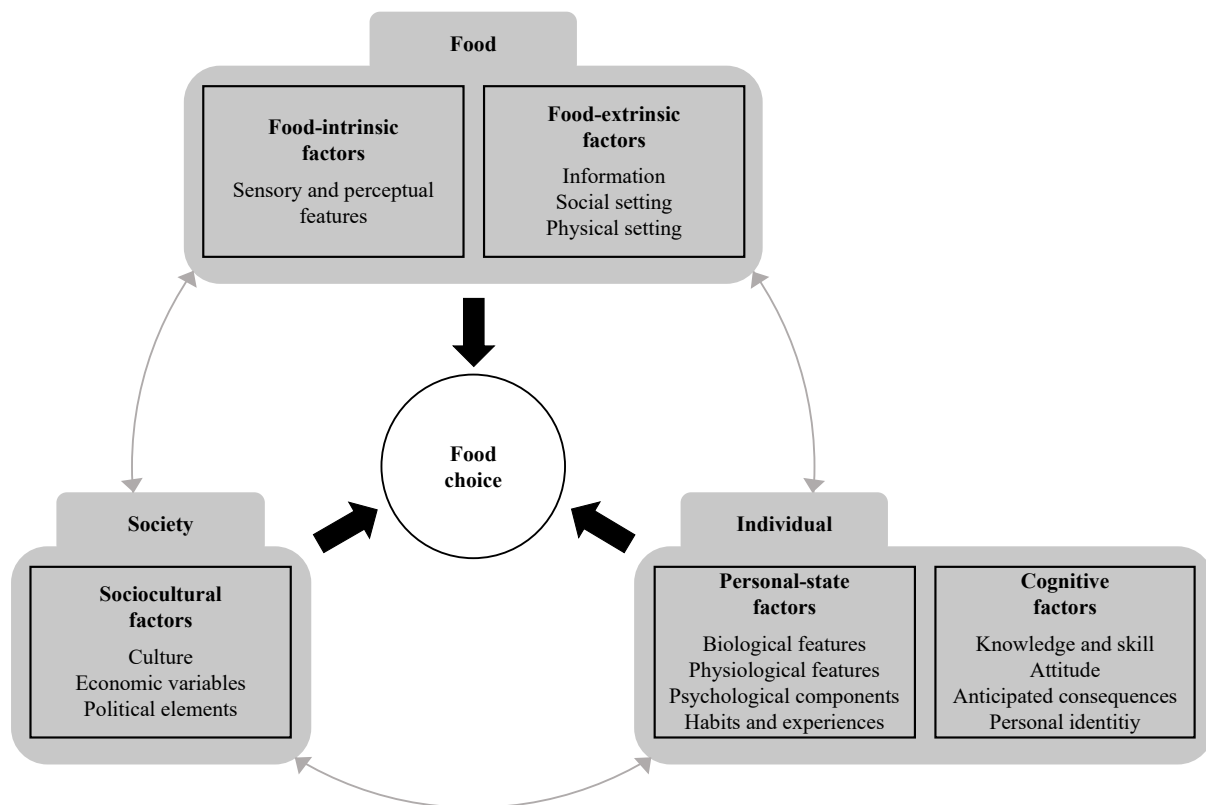 Food
Food-intrinsic
factors
Sensory and perceptual
features
Food-extrinsic
factors
Information
Social setting
Physical setting
Food
choice
Society
Sociocultural
factors
Culture
Economic variables
Political elements
Individual
Personal-state
factors
Biological features
Physiological features
Psychological components
Habits and experiences
Cognitive
factors
Knowledge and skill
Attitude
Anticipated consequences
Personal identitiy